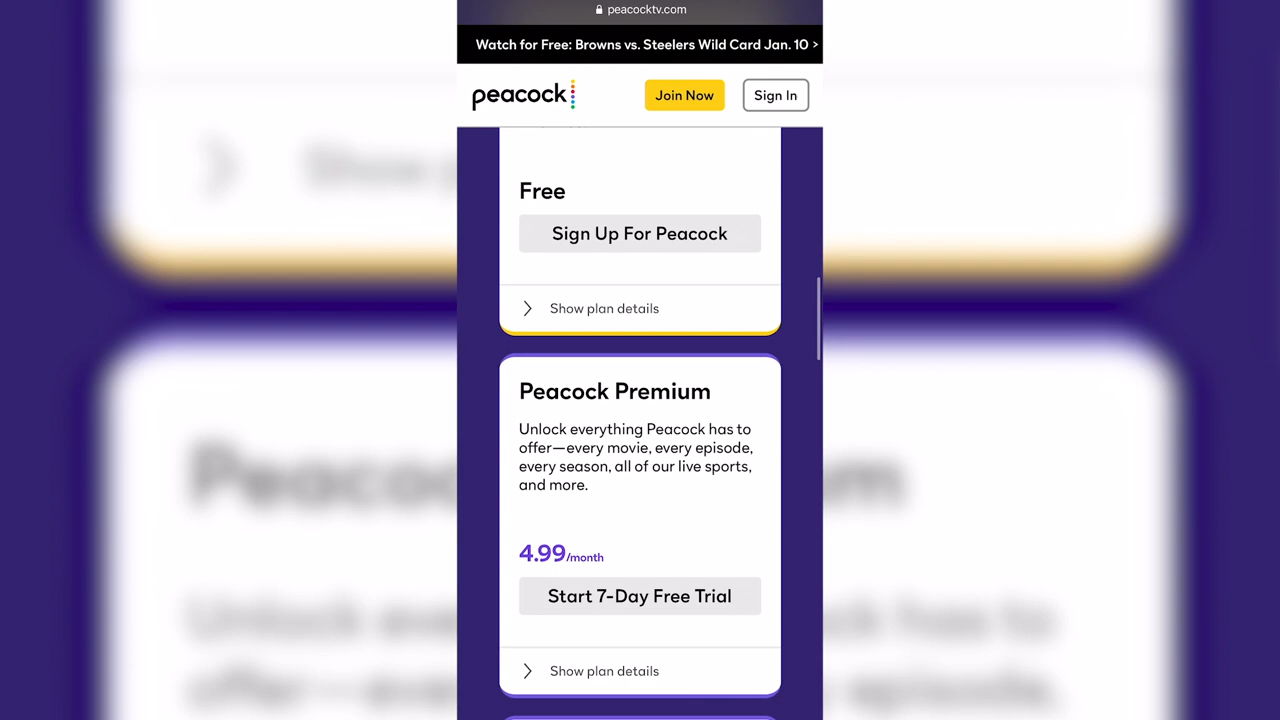 peacocktv.com
Watch for Free: Browns vs. Steelers Wild Card Jan. 10 >
peacock
Join Now
Sign In
Free
Sign Up For Peacock
Show plan details
Peacock Premium
Unlock everything Peacock has to
offer—every movie, every episode,
every season, all of our live sports,
and more.
4.99/month
Start 7-Day Free Trial
Show plan details